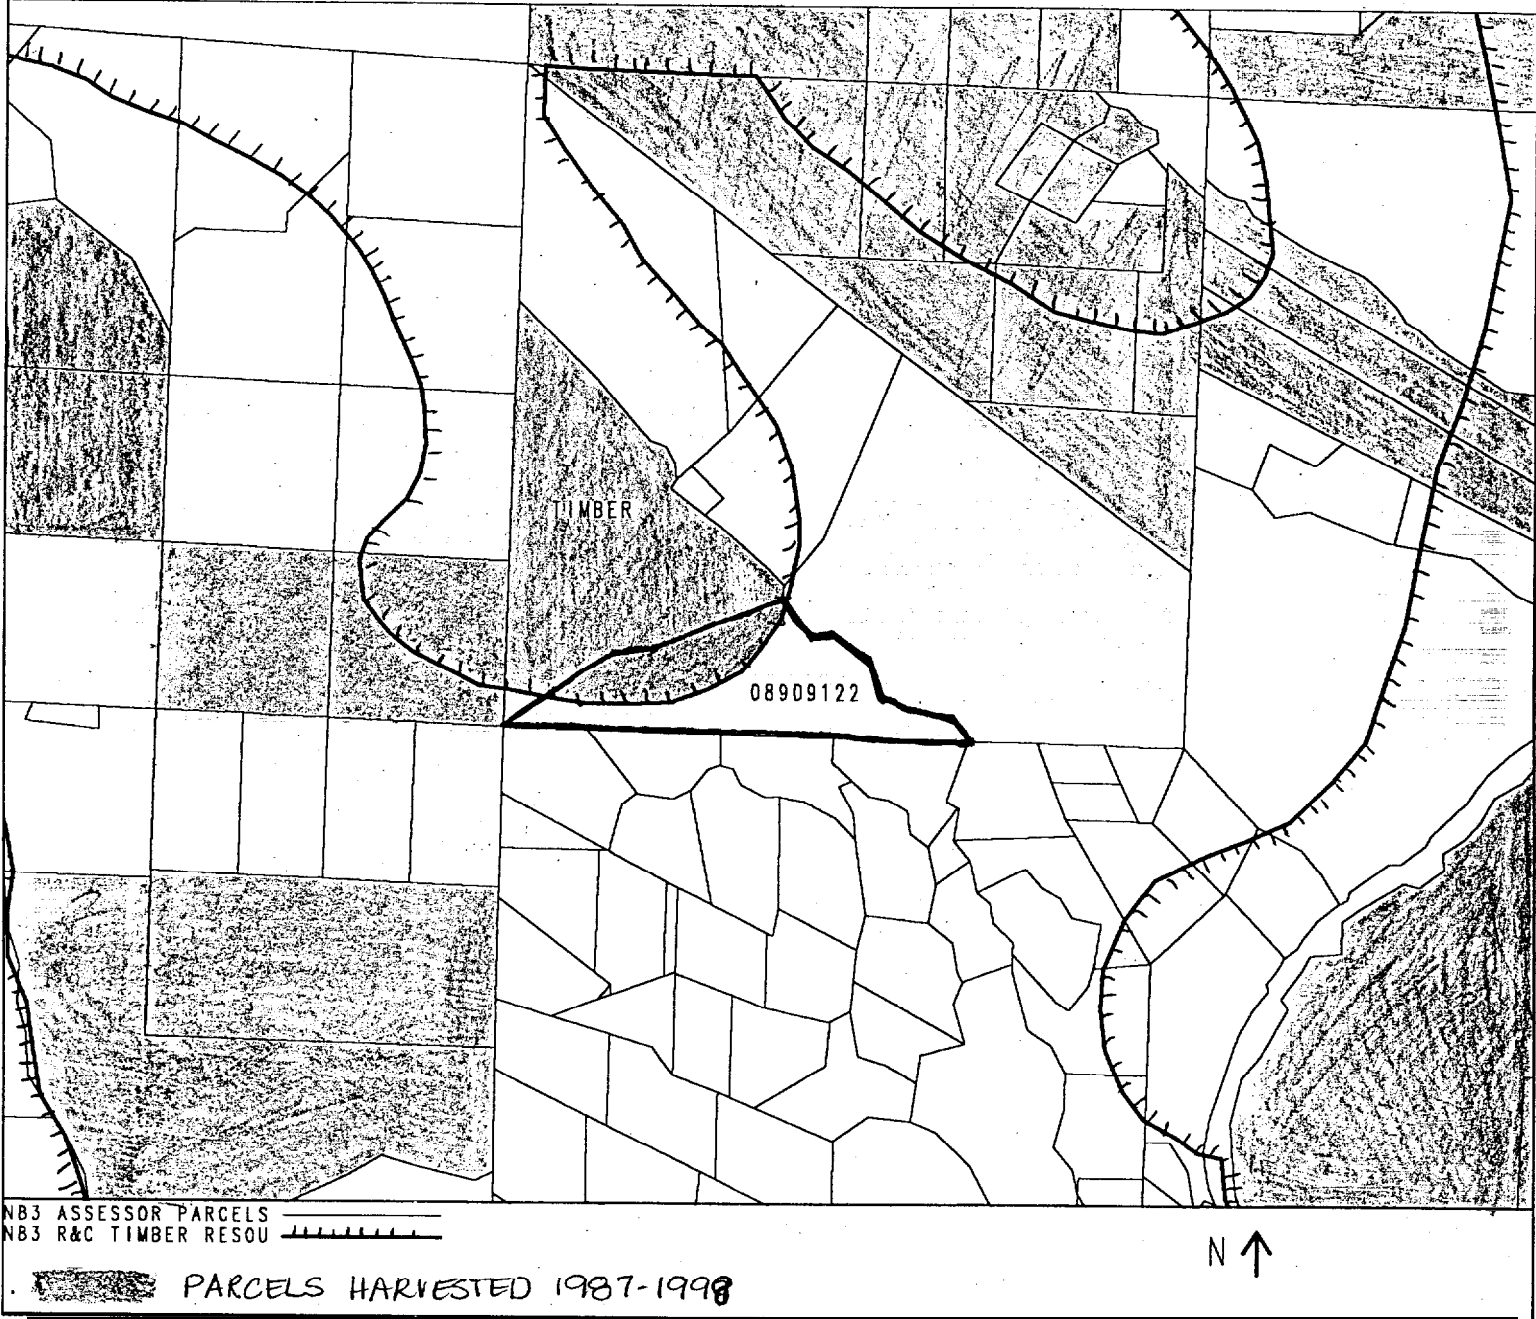 TIMBER
08909122
NB3 ASSESSOR PARCELS
NB3 R&C TIMBER RESOU
N
PARCELS HARVESTED 1987-1998